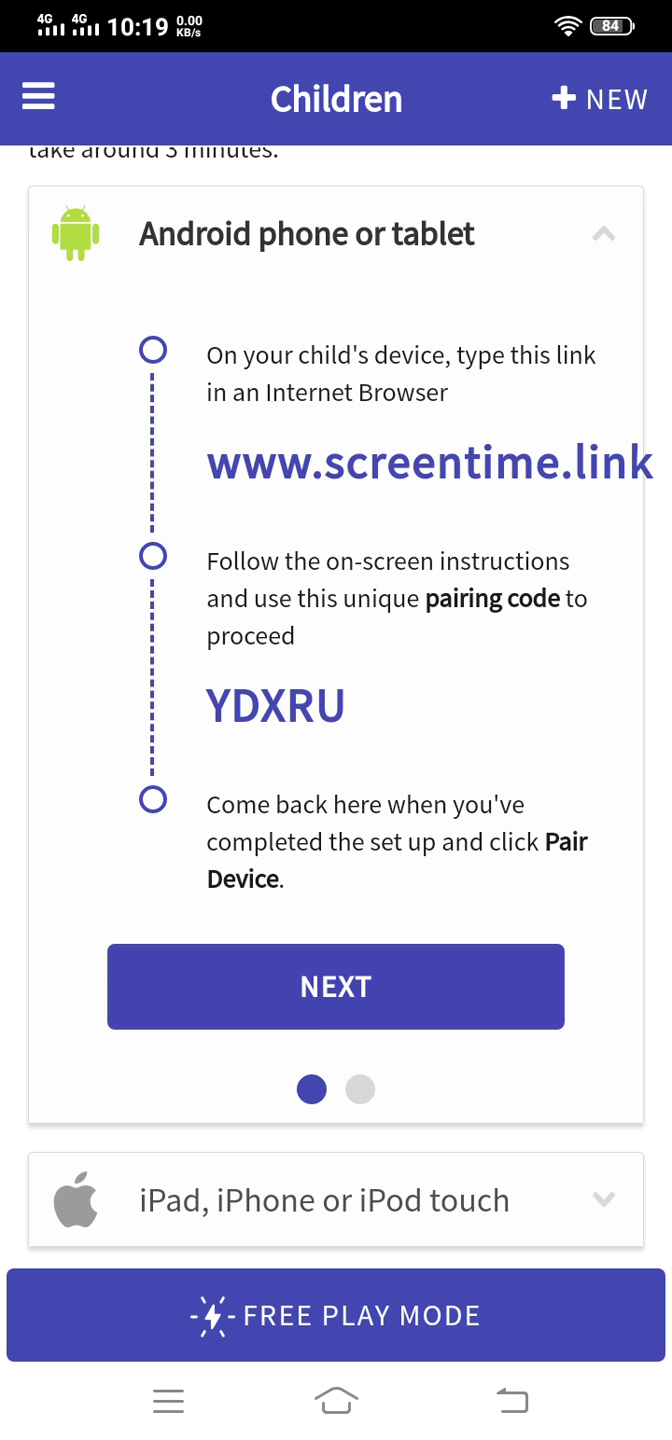 4G 4G 10:19 0.00 KB/s 84
Children
NEW
take around 3 minutes.
Android phone or tablet
On your child's device, type this link
in an Internet Browser
www.screentime.link
Follow the on-screen instructions
and use this unique pairing code to
proceed
YDXRU
Come back here when you've
completed the set up and click Pair
Device.
NEXT
iPad, iPhone or iPod touch
FREE PLAY MODE